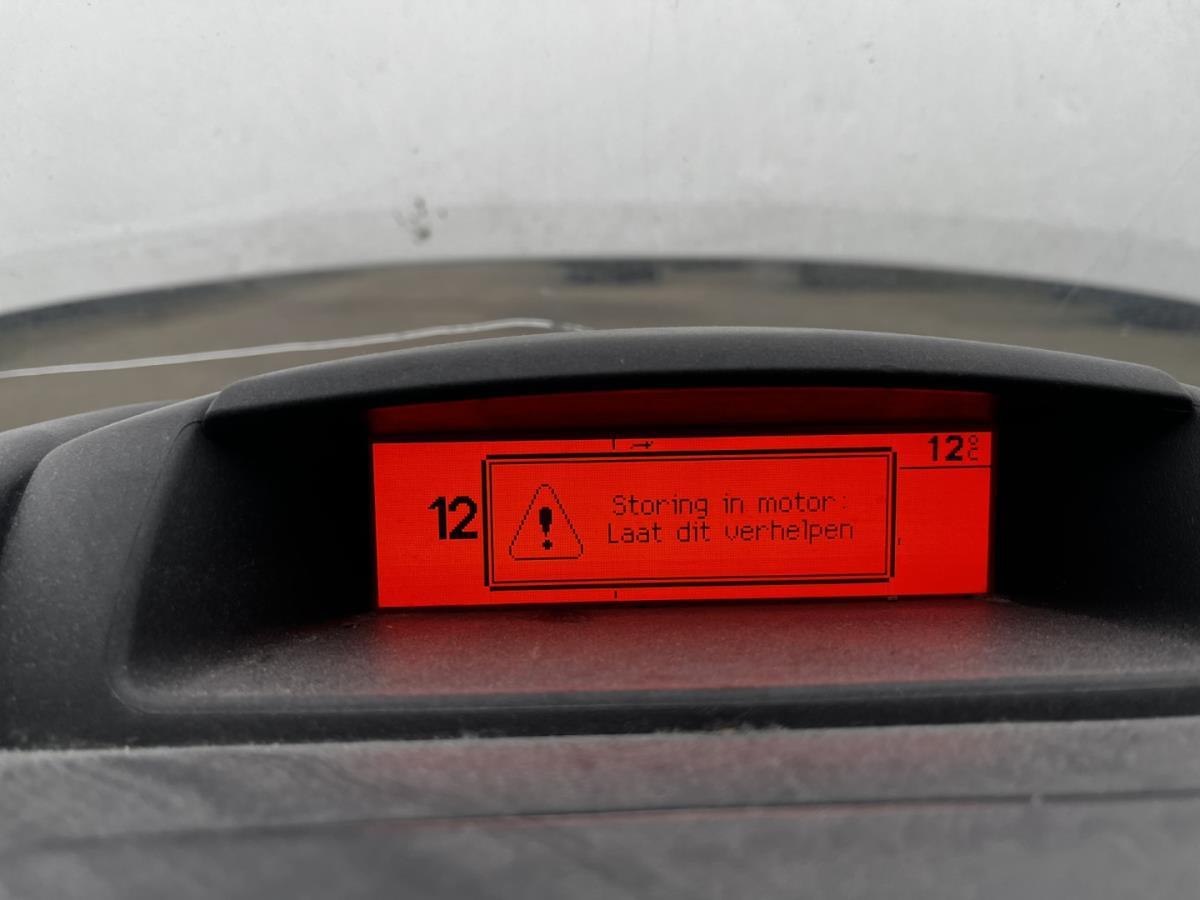 12 °C
12
Storing in motor:
Laat dit verhelpen